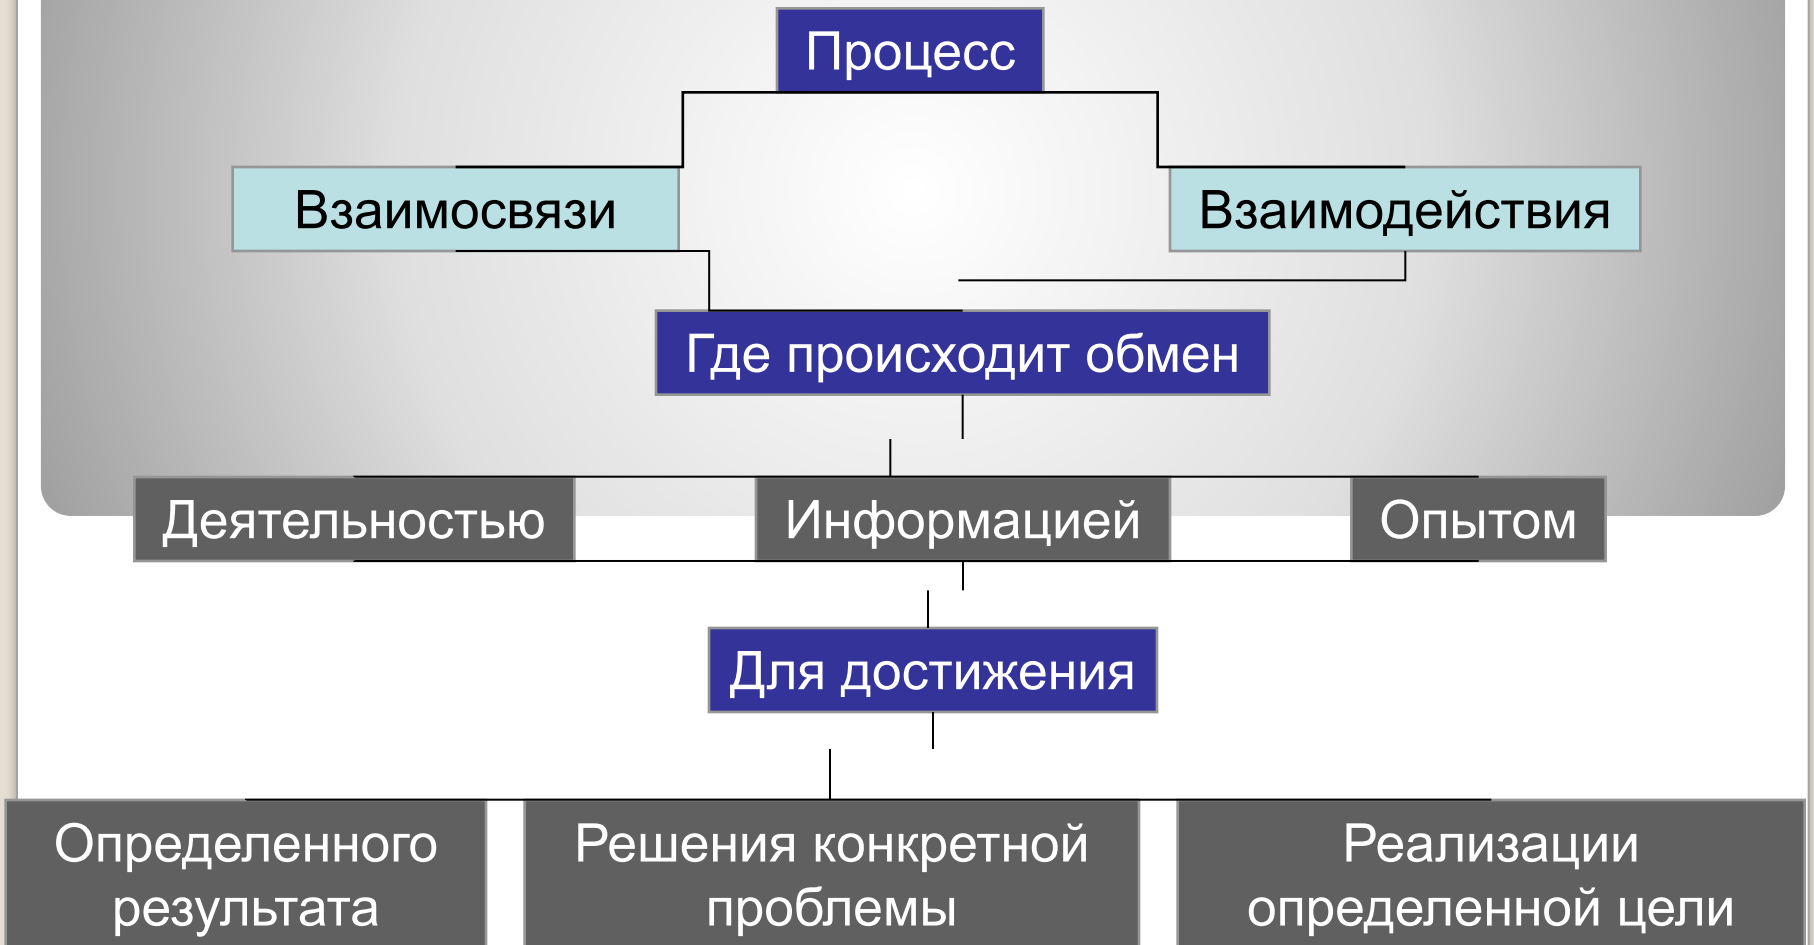 Процесс
Взаимосвязи
Взаимодействия
Где происходит обмен
Деятельностью
Информацией
Опытом
Для достижения
Определенного
результата
Решения конкретной
проблемы
Реализации
определенной цели